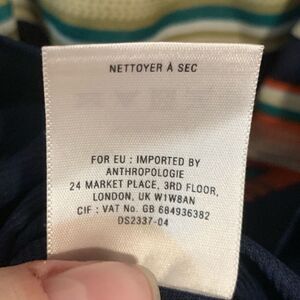 NETTOYER À SEC
FOR EU : IMPORTED BY
ANTHROPOLOGIE
24 MARKET PLACE, 3RD FLOOR,
LONDON, UK W1W8AN
CIF : VAT No. GB 684936382
DS2337-04